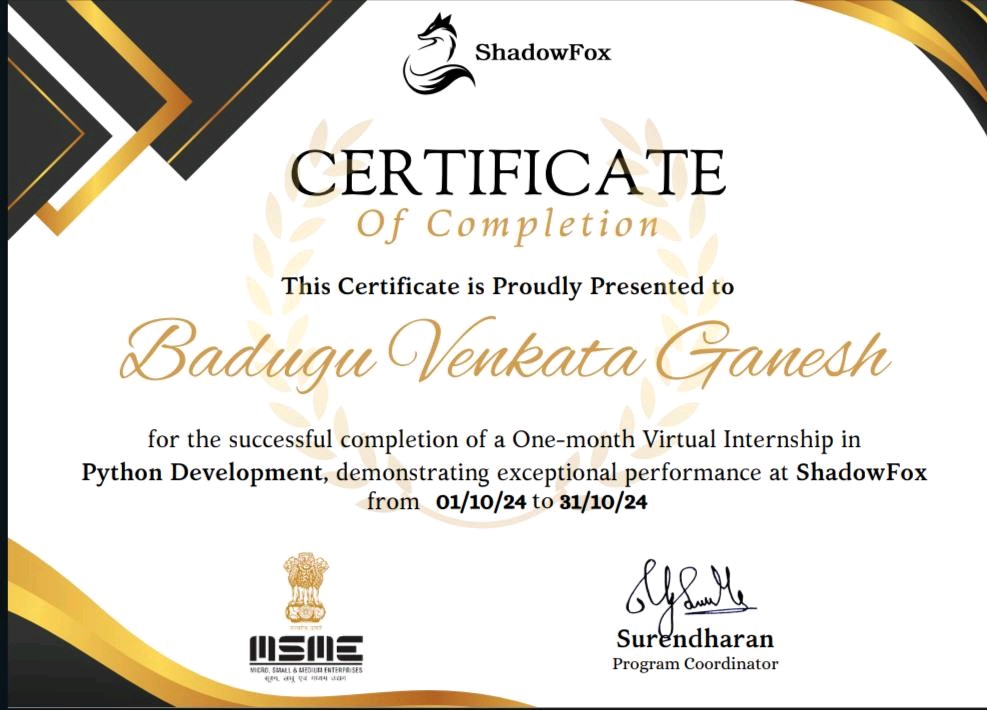 ShadowFox
CERTIFICATE
Of Completion
This Certificate is Proudly Presented to
Badugu Venkata Ganesh
for the successful completion of a One-month Virtual Internship in
Python Development, demonstrating exceptional performance at ShadowFox
from 01/10/24 to 31/10/24
सत्यमेव जयते
MSME
MICRO, SMALL & MEDIUM ENTERPRISES
सूक्ष्म, लघु एवं मध्यम उद्यम
Surendharan
Program Coordinator